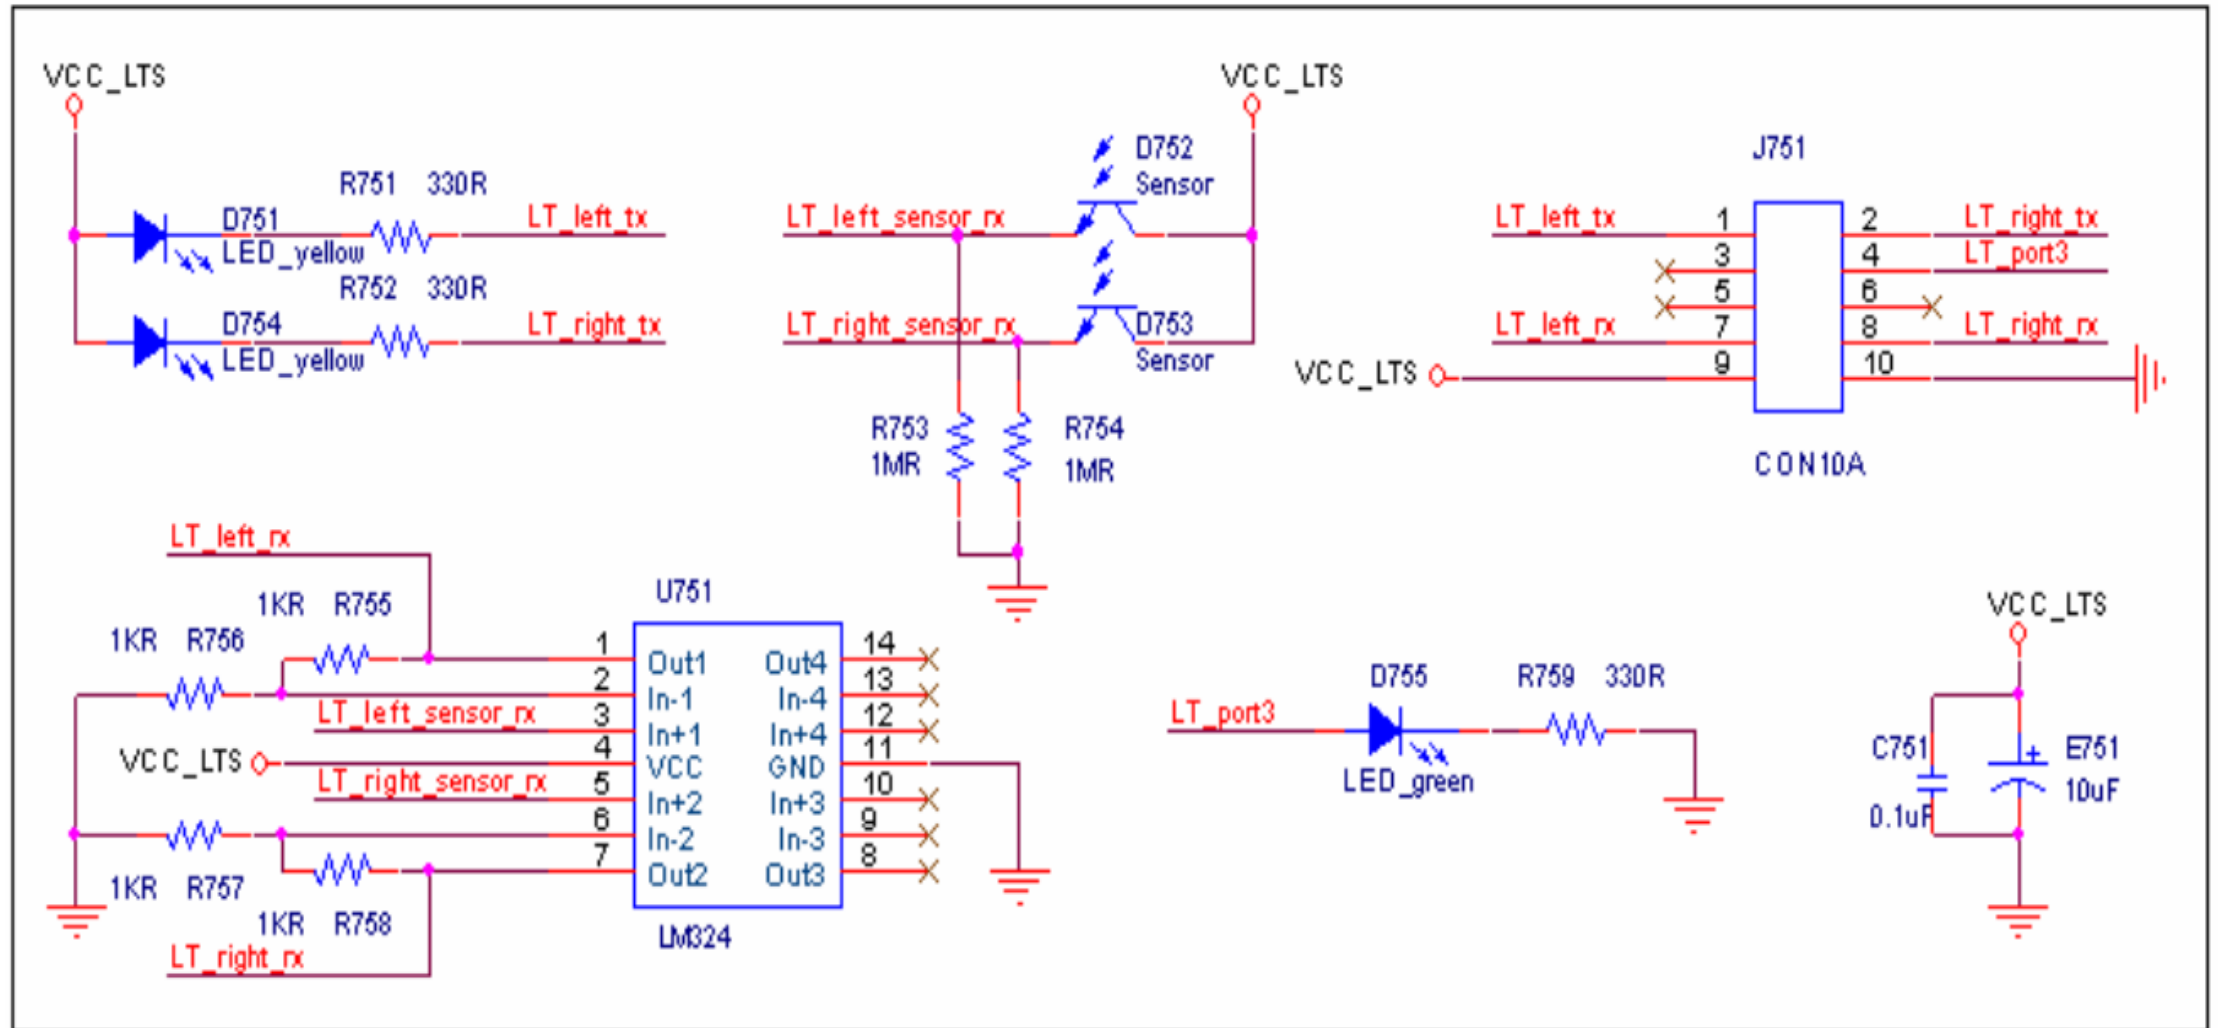 VCC_LTS
VCC_LTS
D752
Sensor
J751
R751 330R
D751
LED_yellow
LT_left_tx
LT_left_sensor_rx
LT_left_tx
1
2
LT_right_tx
3
4
LT_port3
R752 330R
5
6
D754
LED_yellow
LT_right_tx
LT_right_sensor_rx
D753
Sensor
LT_left_rx
7
8
LT_right_rx
VCC_LTS
9
10
R753
1MR
R754
1MR
CON10A
LT_left_rx
U751
1KR R755
1KR R756
VCC_LTS
1
Out1
Out4
14
2
In-1
In-4
13
LT_left_sensor_rx
3
In+1
In+4
12
VCC_LTS
4
VCC
GND
11
LT_right_sensor_rx
5
In+2
In+3
10
6
In-2
In-3
9
7
Out2
Out3
8
1KR R757
1KR R758
LT_right_rx
LM324
D755
R759 330R
LT_port3
LED_green
C751
0.1uF
+
E751
10uF